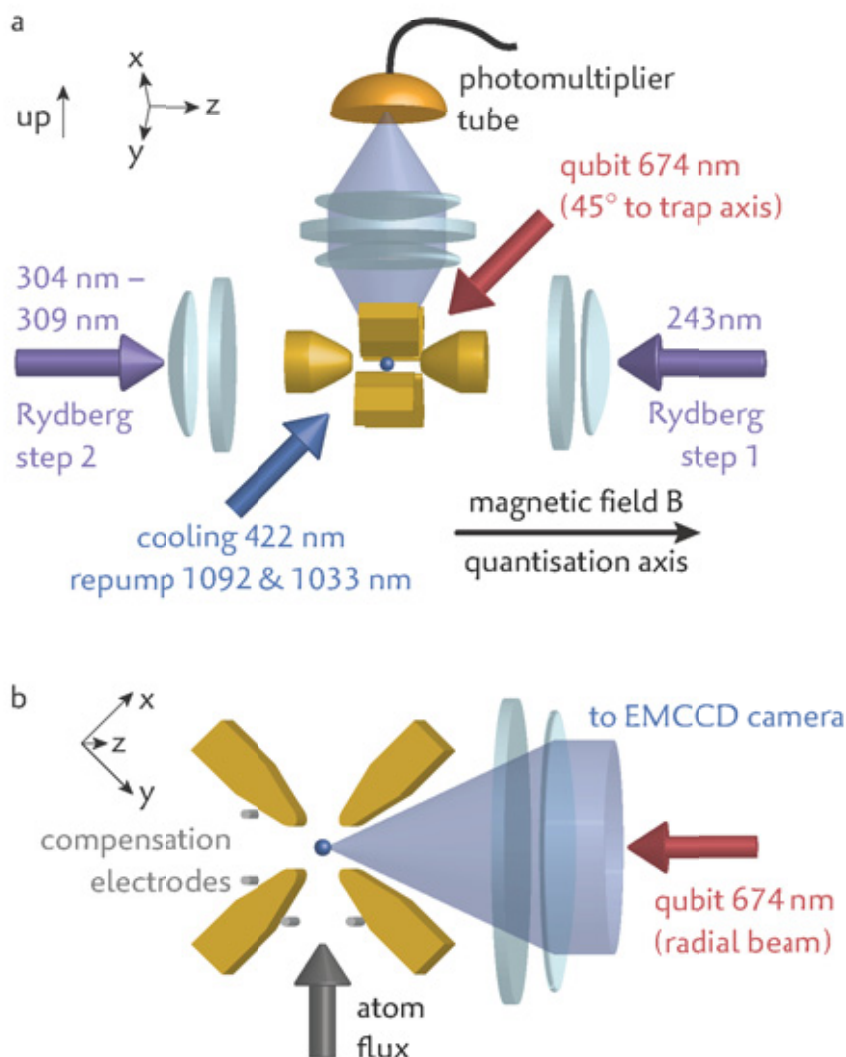 a
x
up
z
y
photomultiplier
tube
qubit 674 nm
(45° to trap axis)
304 nm –
309 nm
243nm
Rydberg
step 2
Rydberg
step 1
magnetic field B
cooling 422 nm
quantisation axis
repump 1092 & 1033 nm
b
x
z
y
to EMCCD camera
compensation
electrodes
qubit 674 nm
(radial beam)
atom
flux